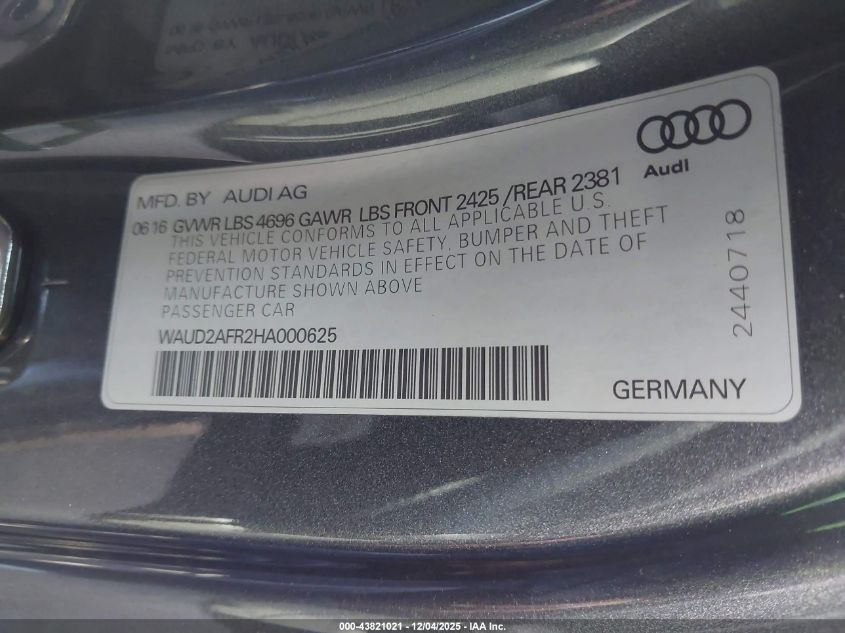 Audi
MFD. BY AUDI AG
0616 GVWR LBS 4696 GAWR LBS FRONT 2425 /REAR 2381
THIS VEHICLE CONFORMS TO ALL APPLICABLE U.S.
FEDERAL MOTOR VEHICLE SAFETY, BUMPER AND THEFT
PREVENTION STANDARDS IN EFFECT ON THE DATE OF
MANUFACTURE SHOWN ABOVE
PASSENGER CAR
WAUD2AFR2HA000625
GERMANY
2440718
000-43821021 - 12/04/2025 - IAA Inc.